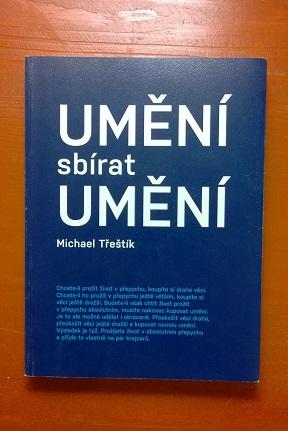 UMĚNÍ
sbírat
UMĚNÍ
Michael Třeštík
Chcete-li prožít život v přepychu, koupíte si drahé věci.
Chcete-li ho prožít v přepychu ještě větším, koupíte si
věci ještě dražší. Budete-li však chtít život prožít
v přepychu absolutním, musíte nakonec kupovat umění.
Je to ale možné udělat i obráceně. Přeskočit věci drahé,
přeskočit věci ještě dražší a kupovat rovnou umění.
Výsledek je týž. Prožijete život v absolutním přepychu
a přijde to vlastně na pár krejcarů.